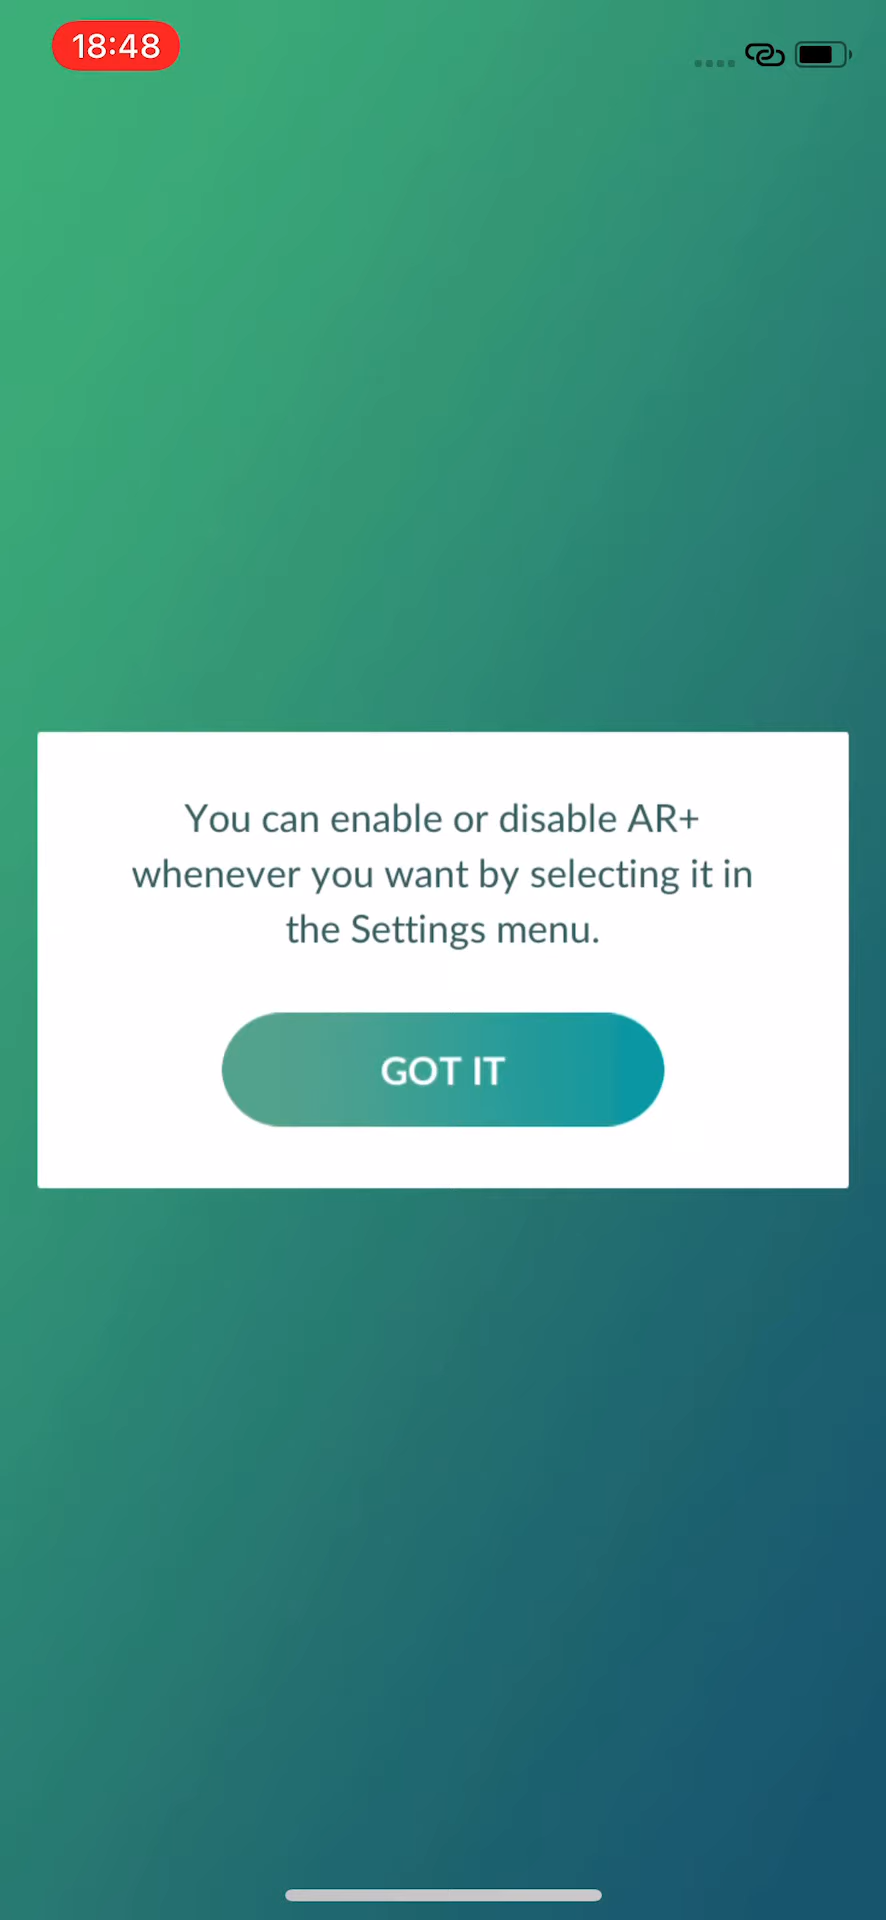 18:48
You can enable or disable AR+
whenever you want by selecting it in
the Settings menu.
GOT IT